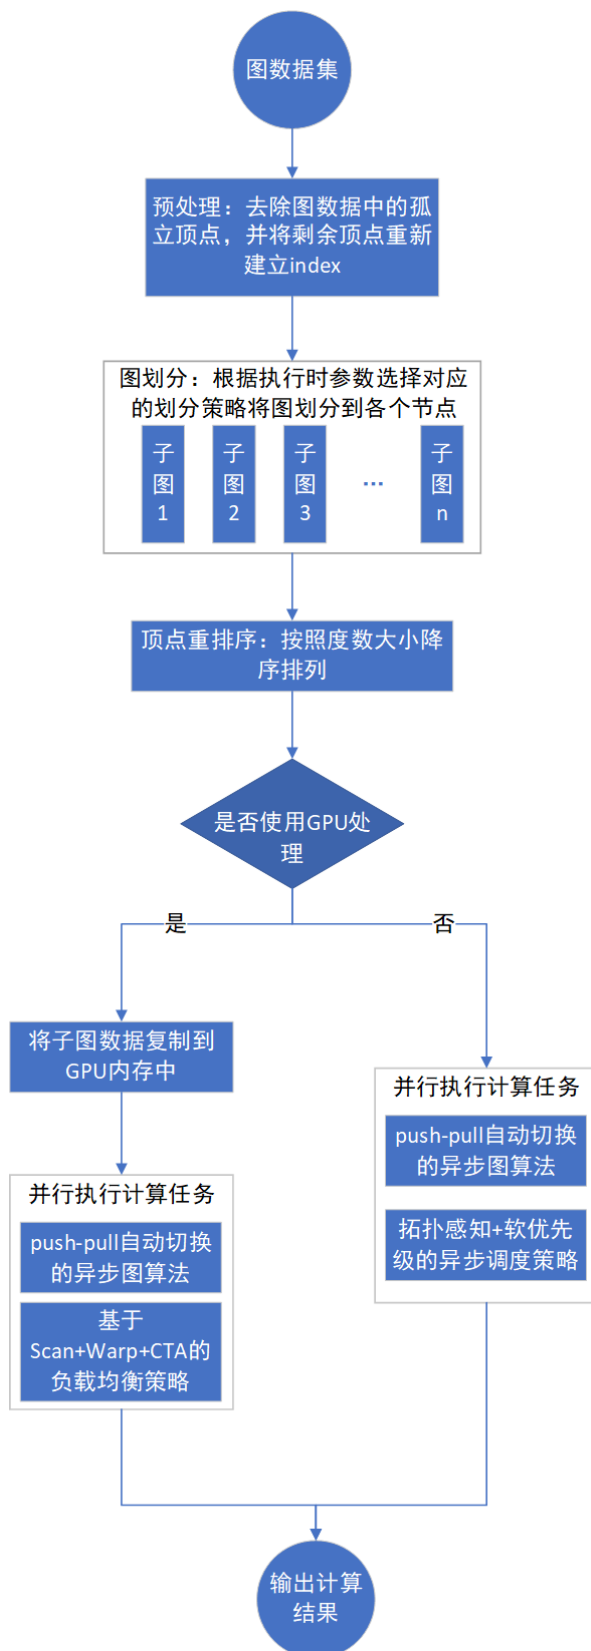 图数据集
预处理：去除图数据中的孤
立顶点，并将剩余顶点重新
建立index
图划分：根据执行时参数选择对应
的划分策略将图划分到各个节点
子
图
1
子
图
2
子
图
3
...
子
图
n
顶点重排序：按照度数大小降
序排列
是否使用GPU处
理
是
否
将子图数据复制到
GPU内存中
并行执行计算任务
push-pull自动切换
的异步图算法
基于
Scan+Warp+CTA的
负载均衡策略
并行执行计算任务
push-pull自动切换
的异步图算法
拓扑感知+软优先
级的异步调度策略
输出计算
结果